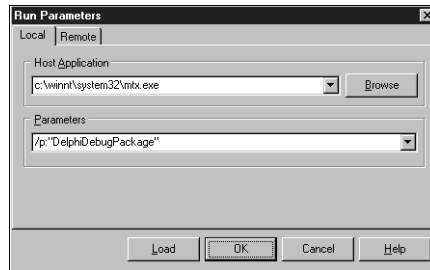 Run Parameters
Local Remote
Host Application
c:\winnt\system32\mtx.exe Browse
Parameters
/p:"DelphiDebugPackage"
Load OK Cancel Help